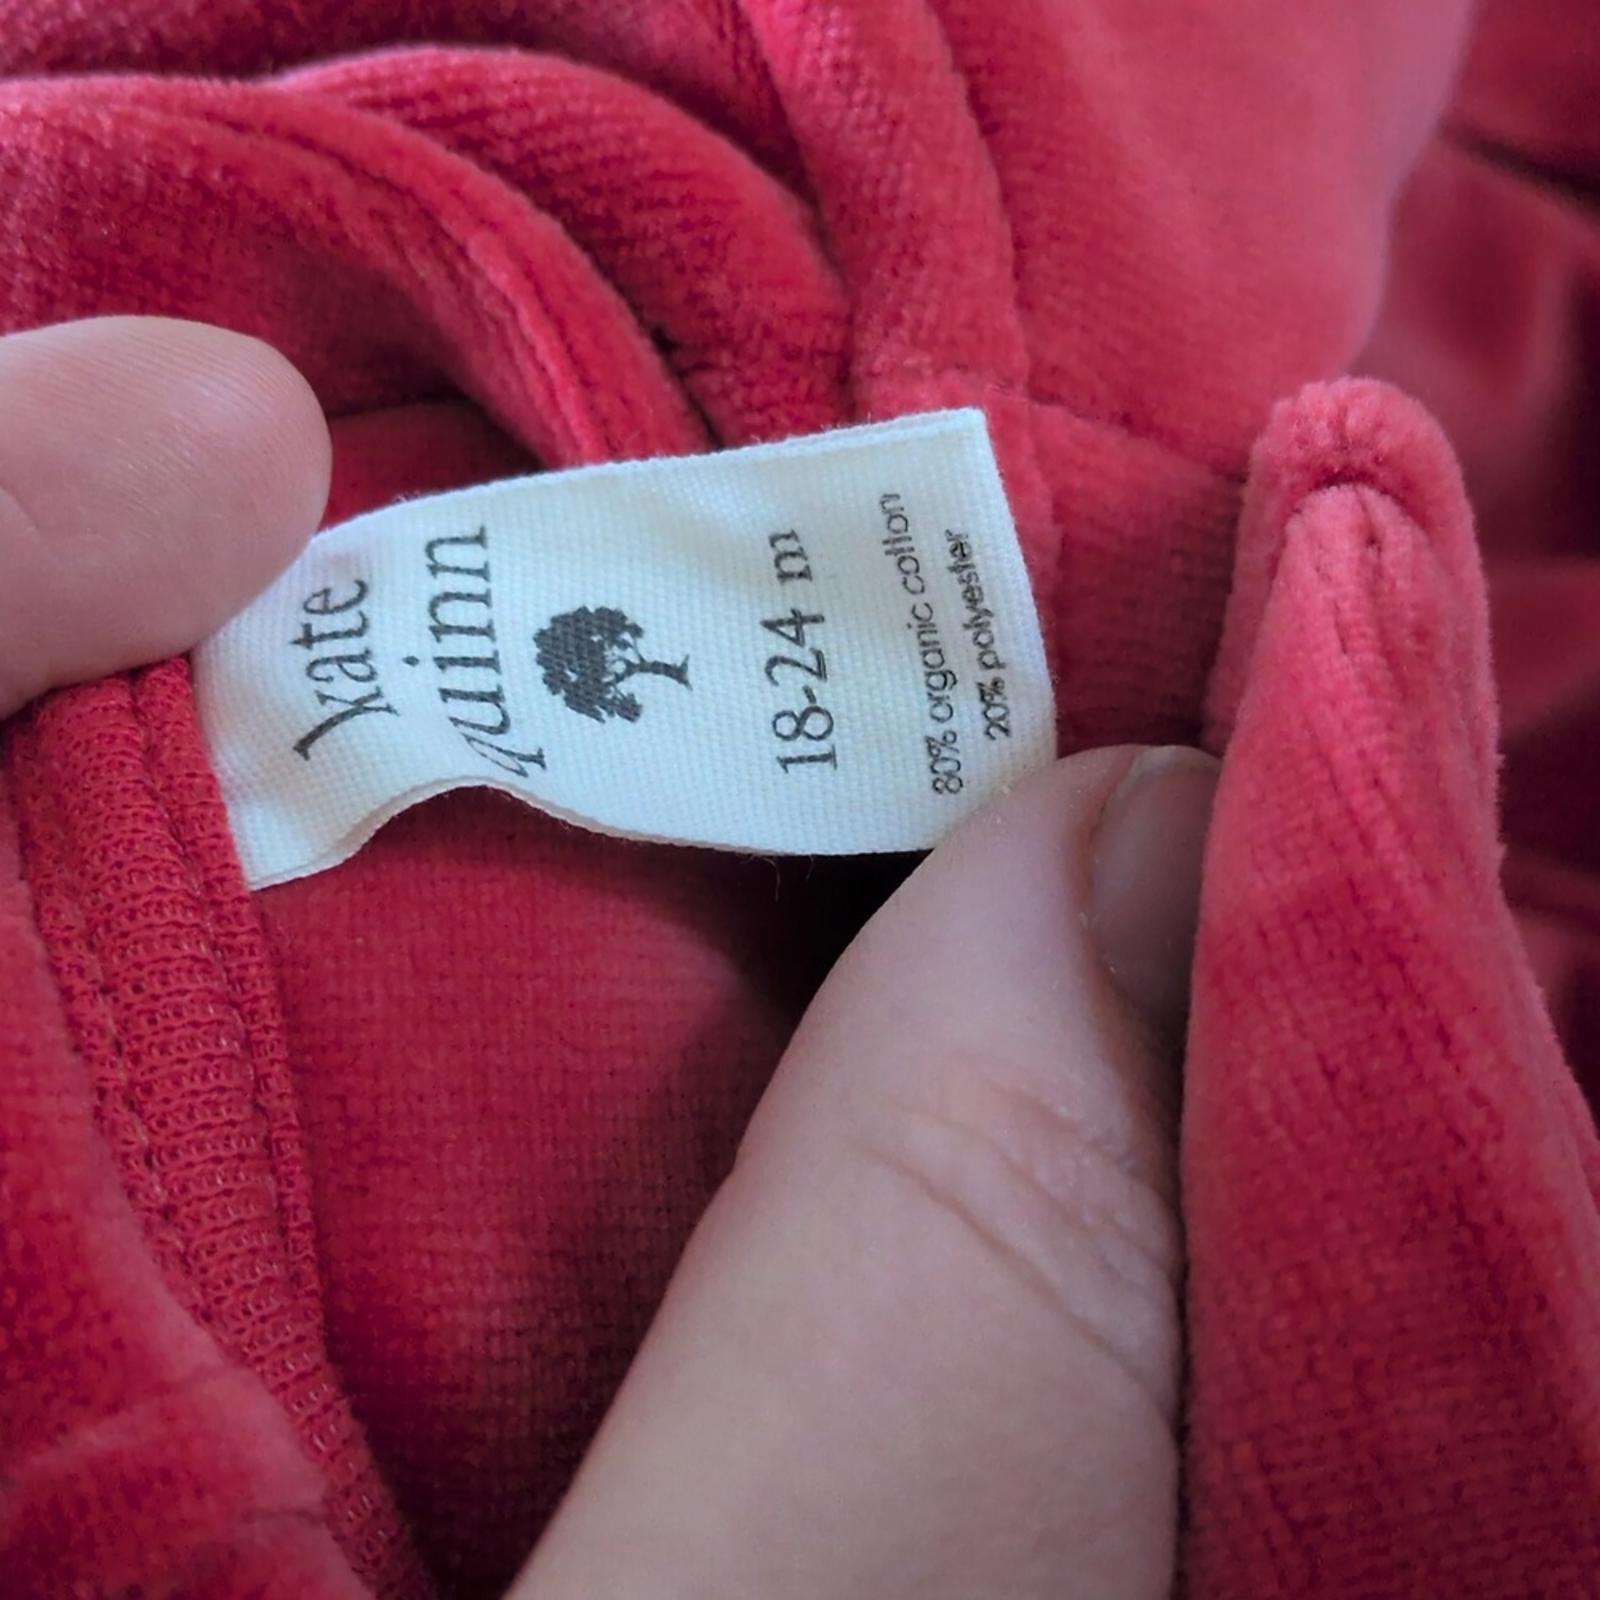 kate
quinn
18-24 m
80% organic cotton
20% polyester